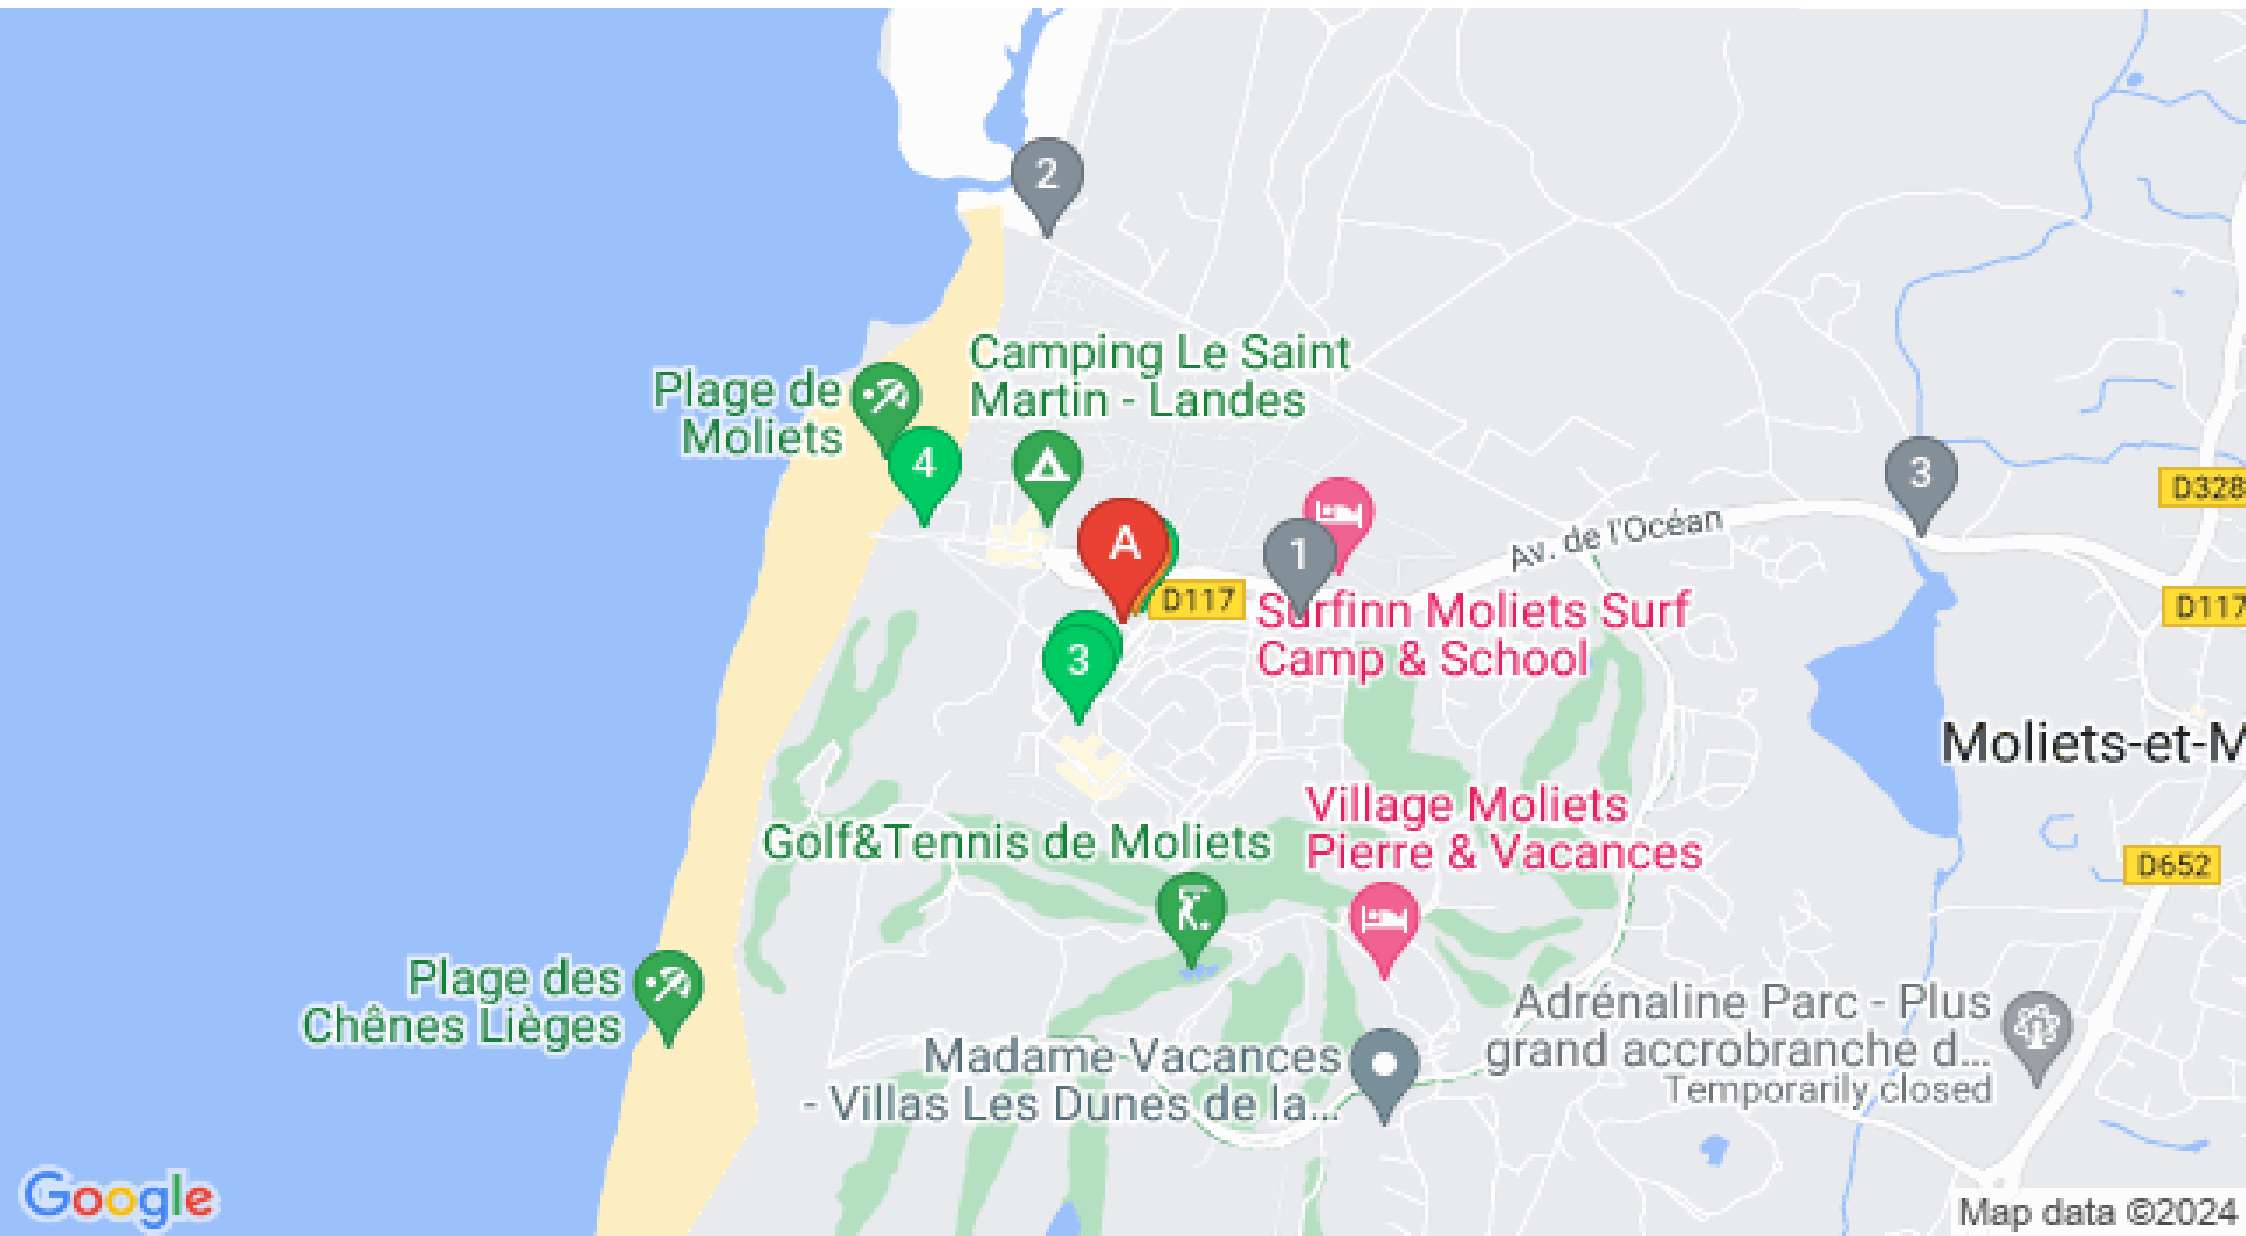 2
Camping Le Saint
Martin - Landes
Plage de
Moliets
4
3
D328
A
1
Av. de l'Océan
D117
D117
Surfinn Moliets Surf
Camp & School
3
Moliets-et-M
Village Moliets
Pierre & Vacances
Golf&Tennis de Moliets
D652
Plage des
Chênes Lièges
Adrénaline Parc - Plus
grand accrobranche d...
Temporarily closed
Madame Vacances
- Villas Les Dunes de la...
Google
Map data ©2024